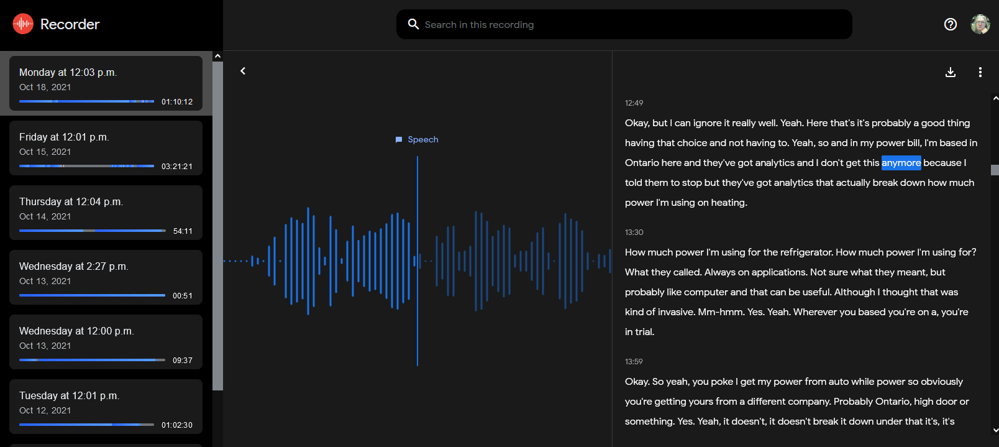 Recorder
Search in this recording
Monday at 12:03 p.m.
Oct 18, 2021
01:10:12
Friday at 12:01 p.m.
Oct 15, 2021
03:21:21
Thursday at 12:04 p.m.
Oct 14, 2021
54:11
Wednesday at 2:27 p.m.
Oct 13, 2021
00:51
Wednesday at 12:00 p.m.
Oct 13, 2021
09:37
Tuesday at 12:01 p.m.
Oct 12, 2021
01:02:30
Speech
12:49
Okay, but I can ignore it really well. Yeah. Here that's it's probably a good thing
having that choice and not having to. Yeah, so and in my power bill, I'm based in
Ontario here and they've got analytics and I don't get this anymore because I
told them to stop but they've got analytics that actually break down how much
power I'm using on heating.
13:30
How much power I'm using for the refrigerator. How much power I'm using for?
What they called. Always on applications. Not sure what they meant, but
probably like computer and that can be useful. Although I thought that was
kind of invasive. Mm-hmm. Yes. Yeah. Wherever you based you're on a, you're
in trial.
13:59
Okay. So yeah, you poke I get my power from auto while power so obviously
you're getting yours from a different company. Probably Ontario, high door or
something. Yes. Yeah, it doesn't, it doesn't break it down under that it's, it's